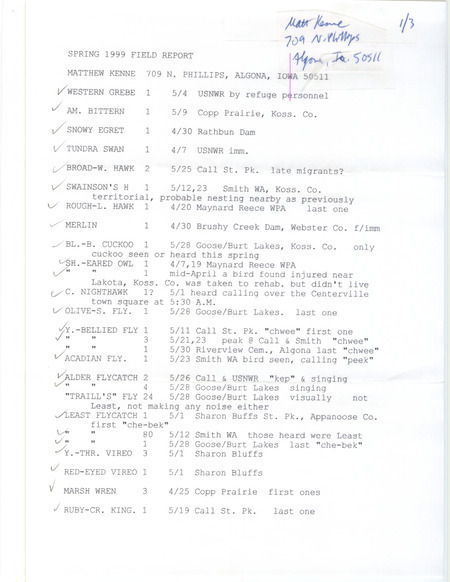 Matt Kenne
709 N. Phillips
Algona, Ia. 50511
1/3
SPRING 1999 FIELD REPORT
MATTHEW KENNE 709 N. PHILLIPS, ALGONA, IOWA 50511
✓WESTERN GREBE 1 5/4 USNWR by refuge personnel
✓AM. BITTERN 1 5/9 Copp Prairie, Koss. Co.
✓SNOWY EGRET 1 4/30 Rathbun Dam
✓TUNDRA SWAN 1 4/7 USNWR imm.
✓BROAD-W. HAWK 2 5/25 Call St. Pk. late migrants?
✓SWAINSON'S H 1 5/12,23 Smith WA, Koss. Co.
territorial, probable nesting nearby as previously
✓ROUGH-L. HAWK 1 4/20 Maynard Reece WPA last one
✓MERLIN 1 4/30 Brushy Creek Dam, Webster Co. f/imm
✓BL.-B. CUCKOO 1 5/28 Goose/Burt Lakes, Koss. Co. only
cuckoo seen or heard this spring
✓SH.-EARED OWL 1 4/7,19 Maynard Reece WPA
✓" " 1 mid-April a bird found injured near
Lakota, Koss. Co. was taken to rehab. but didn't live
✓C. NIGHTHAWK 1? 5/1 heard calling over the Centerville
town square at 5:30 A.M.
✓OLIVE-S. FLY. 1 5/28 Goose/Burt Lakes. last one
✓Y.-BELLIED FLY 1 5/11 Call St. Pk. "chwee" first one
✓" " 3 5/21,23 peak @ Call & Smith "chwee"
✓" " 1 5/30 Riverview Cem., Algona last "chwee"
✓ACADIAN FLY. 1 5/23 Smith WA bird seen, calling "peek"
✓ALDER FLYCATCH 2 5/26 Call & USNWR "kep" & singing
✓" " 4 5/28 Goose/Burt Lakes singing
"TRAILL'S" FLY 24 5/28 Goose/Burt Lakes visually not
Least, not making any noise either
✓LEAST FLYCATCH 1 5/1 Sharon Buffs St. Pk., Appanoose Co.
first "che-bek"
✓" " 80 5/12 Smith WA those heard were Least
✓" " 1 5/28 Goose/Burt Lakes last "che-bek"
✓Y.-THR. VIREO 3 5/1 Sharon Bluffs
✓RED-EYED VIREO 1 5/1 Sharon Bluffs
✓MARSH WREN 3 4/25 Copp Prairie first ones
✓RUBY-CR. KING. 1 5/19 Call St. Pk. last one